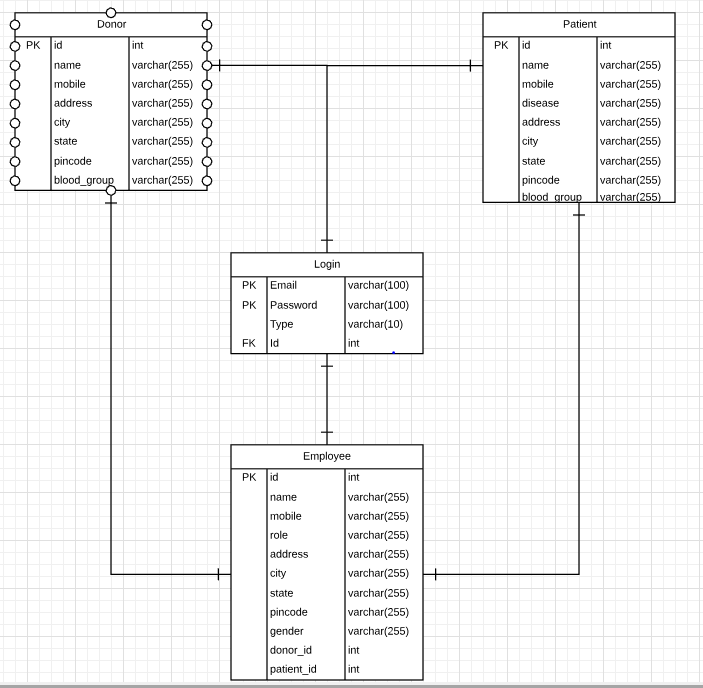 Donor
PK id int
name varchar(255)
mobile varchar(255)
address varchar(255)
city varchar(255)
state varchar(255)
pincode varchar(255)
blood_group varchar(255)
Patient
PK id int
name varchar(255)
mobile varchar(255)
disease varchar(255)
address varchar(255)
city varchar(255)
state varchar(255)
pincode varchar(255)
blood_group varchar(255)
Login
PK Email varchar(100)
PK Password varchar(100)
Type varchar(10)
FK Id int
Employee
PK id int
name varchar(255)
mobile varchar(255)
role varchar(255)
address varchar(255)
city varchar(255)
state varchar(255)
pincode varchar(255)
gender varchar(255)
donor_id int
patient_id int